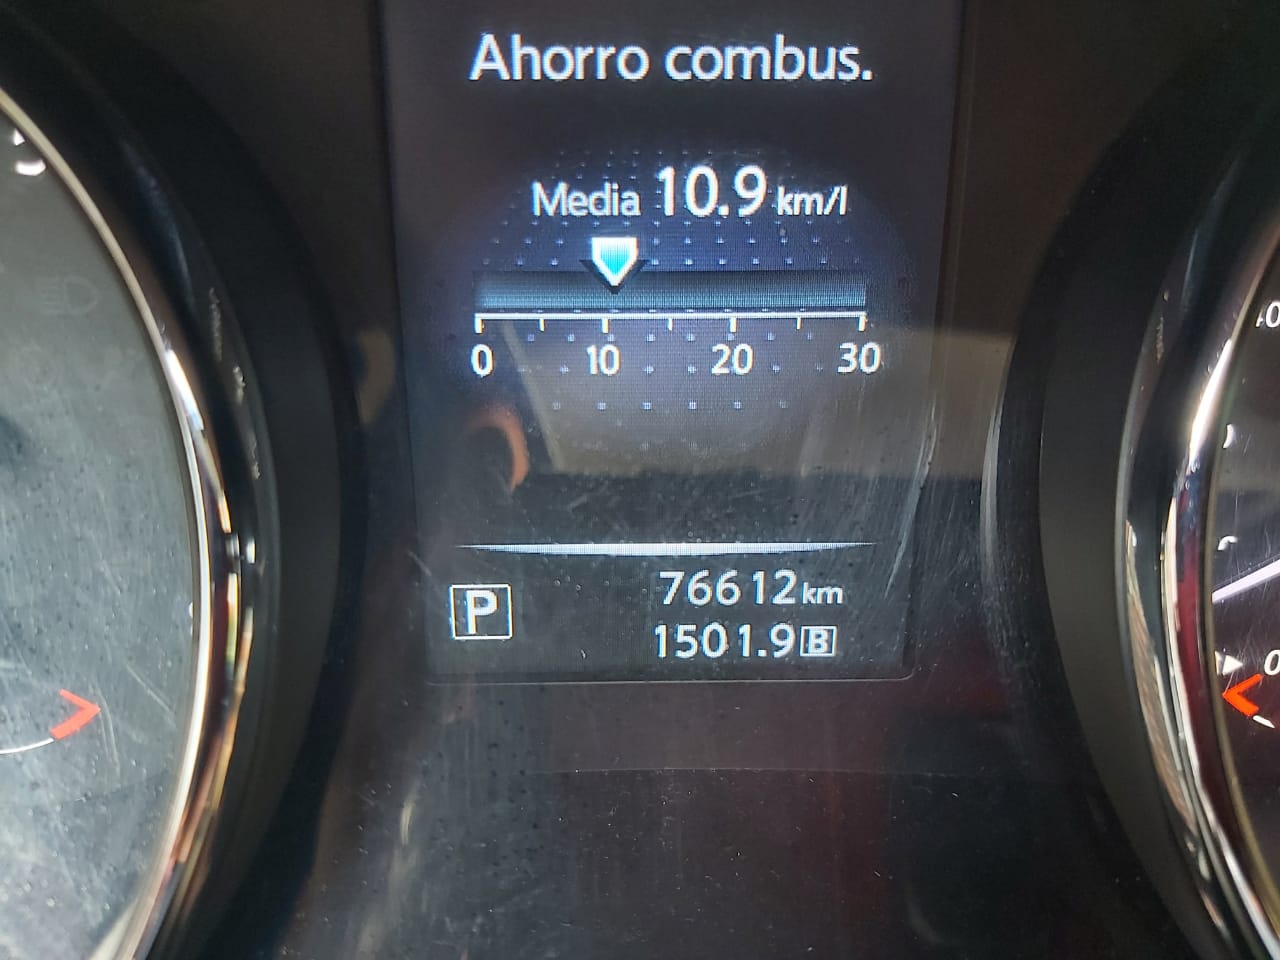 Ahorro combus.
Media 10.9 km/l
0 10 20 30
P
76612 km
1501.9 B